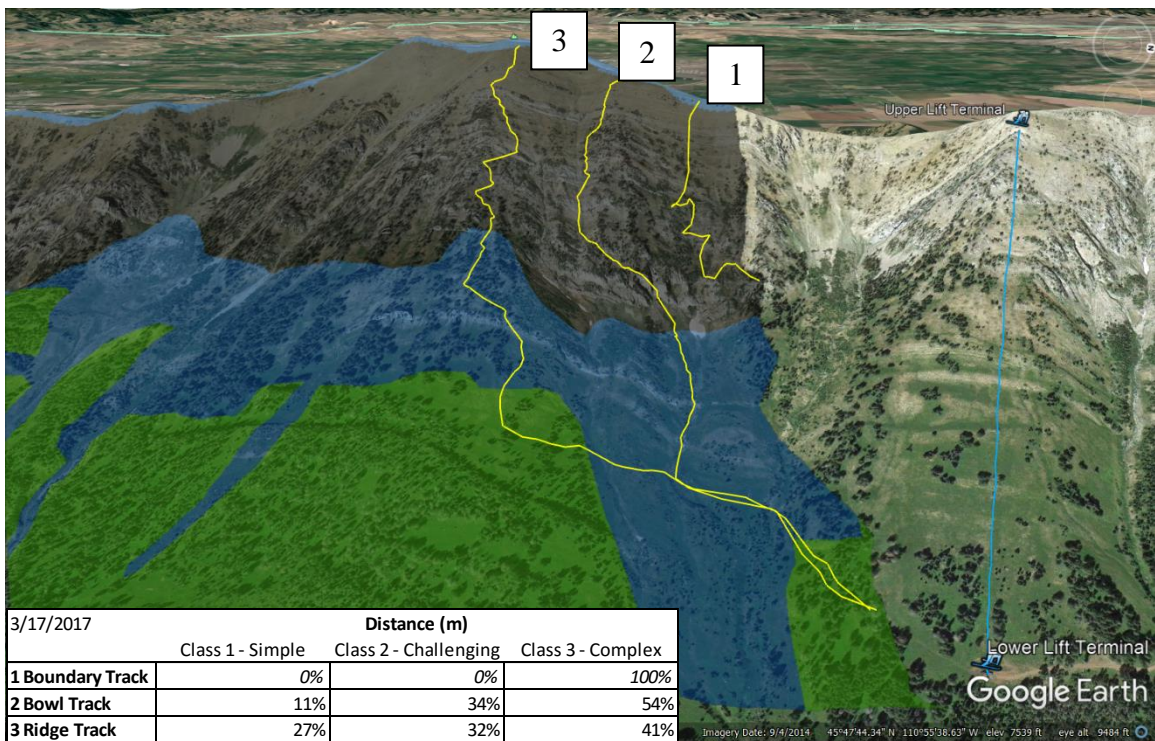 3
2
1
Upper Lift Terminal
Lower Lift Terminal
3/17/2017 Distance (m)
Class 1 - Simple Class 2 - Challenging Class 3 - Complex
1 Boundary Track 0% 0% 100%
2 Bowl Track 11% 34% 54%
3 Ridge Track 27% 32% 41%
Google Earth
Imagery Date: 9/4/2014 45°47'44.34" N 110°55'38.63" W elev 7539 ft eye alt 9484 ft
N